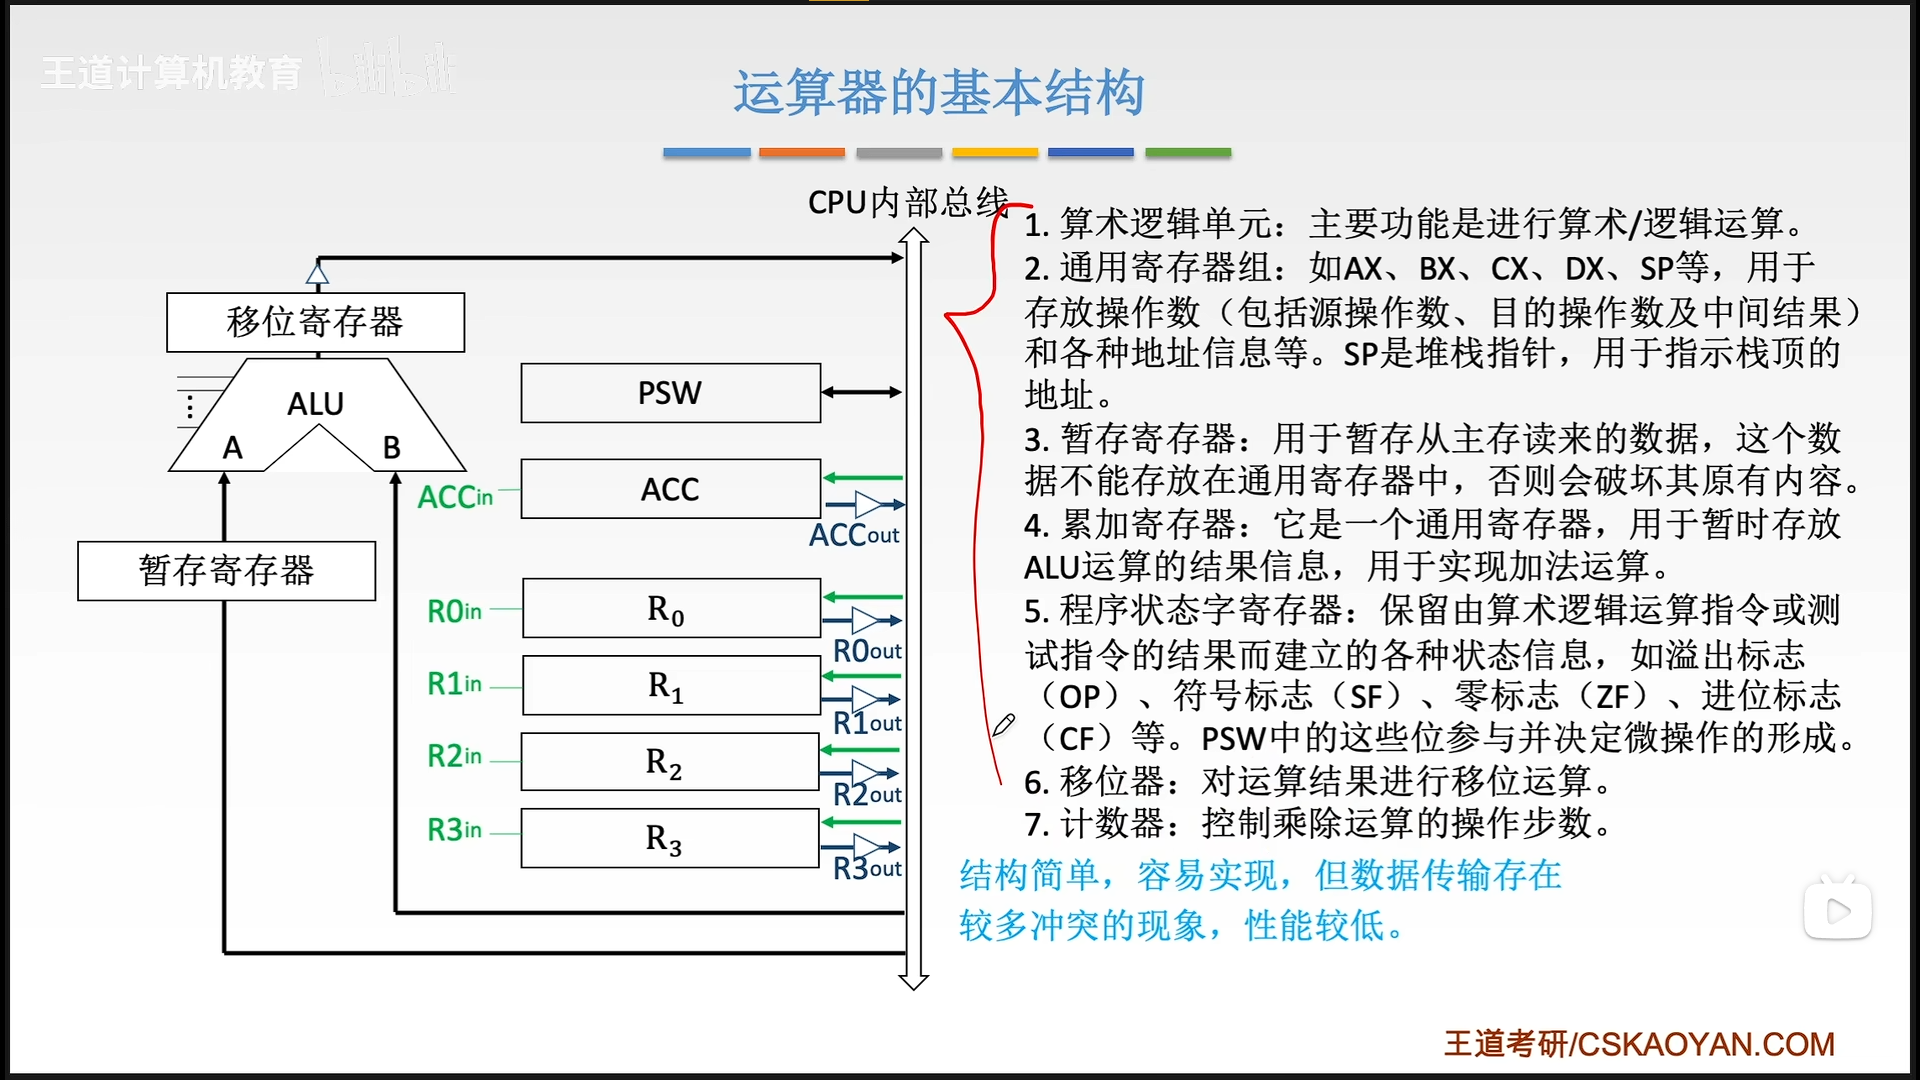 王道计算机教育 bilibili
运算器的基本结构
CPU内部总线
移位寄存器
ALU
A
B
暂存寄存器
PSW
ACCin
ACC
ACCout
R0in
R₀
R0out
R1in
R₁
R1out
R2in
R₂
R2out
R3in
R₃
R3out
1. 算术逻辑单元：主要功能是进行算术/逻辑运算。
2. 通用寄存器组：如AX、BX、CX、DX、SP等，用于
存放操作数（包括源操作数、目的操作数及中间结果）
和各种地址信息等。SP是堆栈指针，用于指示栈顶的
地址。
3. 暂存寄存器：用于暂存从主存读来的数据，这个数
据不能存放在通用寄存器中，否则会破坏其原有内容。
4. 累加寄存器：它是一个通用寄存器，用于暂时存放
ALU运算的结果信息，用于实现加法运算。
5. 程序状态字寄存器：保留由算术逻辑运算指令或测
试指令的结果而建立的各种状态信息，如溢出标志
（OP）、符号标志（SF）、零标志（ZF）、进位标志
（CF）等。PSW中的这些位参与并决定微操作的形成。
6. 移位器：对运算结果进行移位运算。
7. 计数器：控制乘除运算的操作步数。
结构简单，容易实现，但数据传输存在
较多冲突的现象，性能较低。
王道考研/CSKAOYAN.COM